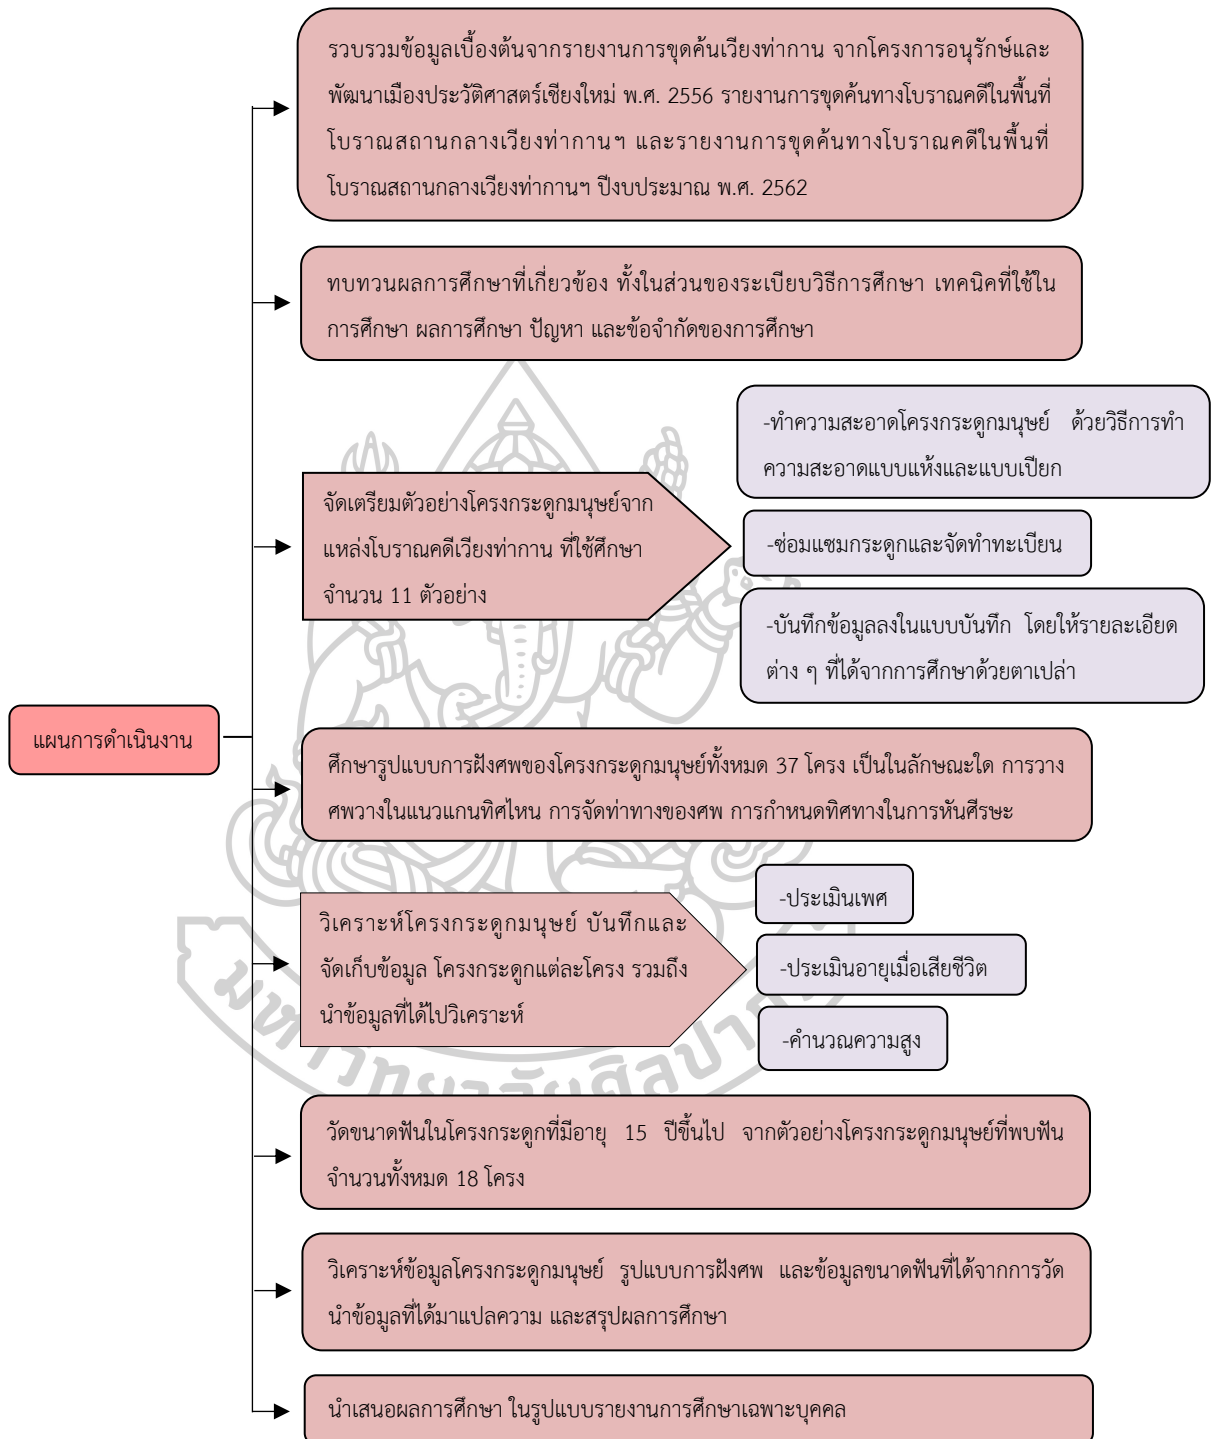 รวบรวมข้อมูลเบื้องต้นจากรายงานการขุดค้นเวียงท่ากาน จากโครงการอนุรักษ์และ
พัฒนาเมืองประวัติศาสตร์เชียงใหม่ พ.ศ. 2556 รายงานการขุดค้นทางโบราณคดีในพื้นที่
โบราณสถานกลางเวียงท่ากานฯ และรายงานการขุดค้นทางโบราณคดีในพื้นที่
โบราณสถานกลางเวียงท่ากานฯ ปีงบประมาณ พ.ศ. 2562
ทบทวนผลการศึกษาที่เกี่ยวข้อง ทั้งในส่วนของระเบียบวิธีการศึกษา เทคนิคที่ใช้ใน
การศึกษา ผลการศึกษา ปัญหา และข้อจำกัดของการศึกษา
จัดเตรียมตัวอย่างโครงกระดูกมนุษย์จาก
แหล่งโบราณคดีเวียงท่ากาน ที่ใช้ศึกษา
จำนวน 11 ตัวอย่าง
-ทำความสะอาดโครงกระดูกมนุษย์ ด้วยวิธีการทำ
ความสะอาดแบบแห้งและแบบเปียก
-ซ่อมแซมกระดูกและจัดทำทะเบียน
-บันทึกข้อมูลลงในแบบบันทึก โดยให้รายละเอียด
ต่าง ๆ ที่ได้จากการศึกษาด้วยตาเปล่า
แผนการดำเนินงาน
ศึกษารูปแบบการฝังศพของโครงกระดูกมนุษย์ทั้งหมด 37 โครง เป็นในลักษณะใด การวาง
ศพวางในแนวแกนทิศไหน การจัดท่าทางของศพ การกำหนดทิศทางในการหันศีรษะ
วิเคราะห์โครงกระดูกมนุษย์ บันทึกและ
จัดเก็บข้อมูล โครงกระดูกแต่ละโครง รวมถึง
นำข้อมูลที่ได้ไปวิเคราะห์
-ประเมินเพศ
-ประเมินอายุเมื่อเสียชีวิต
-คำนวณความสูง
มหาวิทยาลัยศิลปากร
วัดขนาดฟันในโครงกระดูกที่มีอายุ 15 ปีขึ้นไป จากตัวอย่างโครงกระดูกมนุษย์ที่พบฟัน
จำนวนทั้งหมด 18 โครง
วิเคราะห์ข้อมูลโครงกระดูกมนุษย์ รูปแบบการฝังศพ และข้อมูลขนาดฟันที่ได้จากการวัด
นำข้อมูลที่ได้มาแปลความ และสรุปผลการศึกษา
นำเสนอผลการศึกษา ในรูปแบบรายงานการศึกษาเฉพาะบุคคล